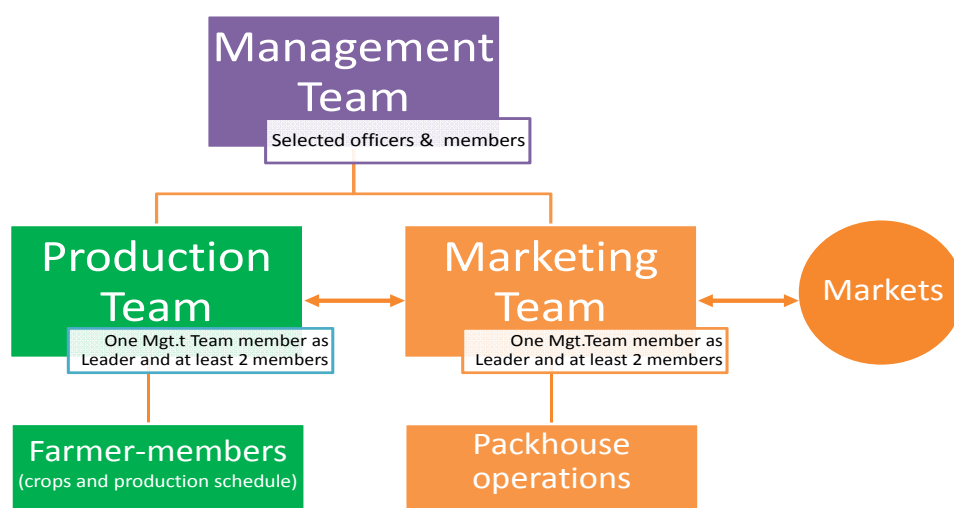 Management
Team
Selected officers & members
Production
Team
One Mgt.t Team member as
Leader and at least 2 members
Marketing
Team
One Mgt.Team member as
Leader and at least 2 members
Markets
Farmer-members
(crops and production schedule)
Packhouse
operations